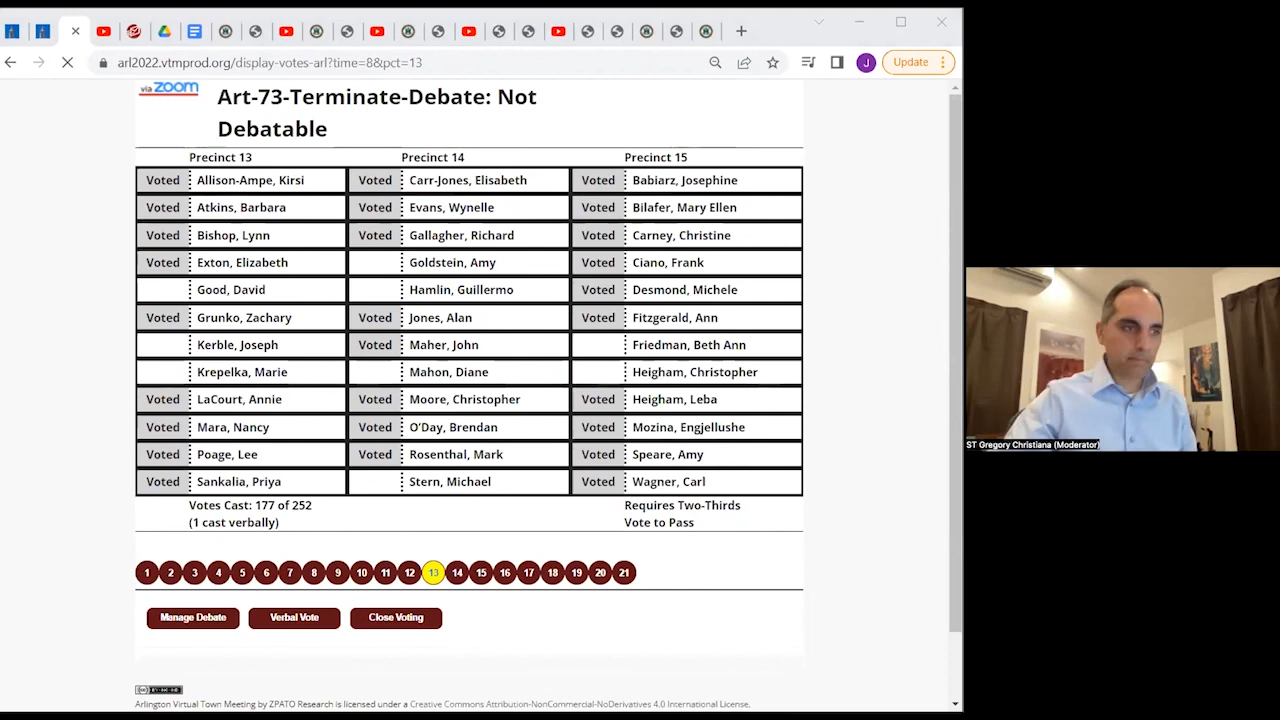 arl2022.vtmprod.org/display-votes-arl?time=8&pct=13
J
Update
via zoom
Art-73-Terminate-Debate: Not
Debatable
Precinct 13 Precinct 14 Precinct 15
Voted Allison-Ampe, Kirsi Voted Carr-Jones, Elisabeth Voted Babiarz, Josephine
Voted Atkins, Barbara Voted Evans, Wynelle Voted Bilafer, Mary Ellen
Voted Bishop, Lynn Voted Gallagher, Richard Voted Carney, Christine
Voted Exton, Elizabeth Goldstein, Amy Voted Ciano, Frank
Good, David Hamlin, Guillermo Voted Desmond, Michele
Voted Grunko, Zachary Voted Jones, Alan Voted Fitzgerald, Ann
Kerble, Joseph Voted Maher, John Friedman, Beth Ann
Krepelka, Marie Mahon, Diane Heigham, Christopher
Voted LaCourt, Annie Voted Moore, Christopher Voted Heigham, Leba
Voted Mara, Nancy Voted O'Day, Brendan Voted Mozina, Engjellushe
Voted Poage, Lee Voted Rosenthal, Mark Voted Speare, Amy
Voted Sankalia, Priya Stern, Michael Voted Wagner, Carl
Votes Cast: 177 of 252 Requires Two-Thirds
(1 cast verbally) Vote to Pass
1 2 3 4 5 6 7 8 9 10 11 12 13 14 15 16 17 18 19 20 21
Manage Debate Verbal Vote Close Voting
Arlington Virtual Town Meeting by ZPATO Research is licensed under a Creative Commons Attribution-NonCommercial-NoDerivatives 4.0 International License.
ST Gregory Christiana (Moderator)